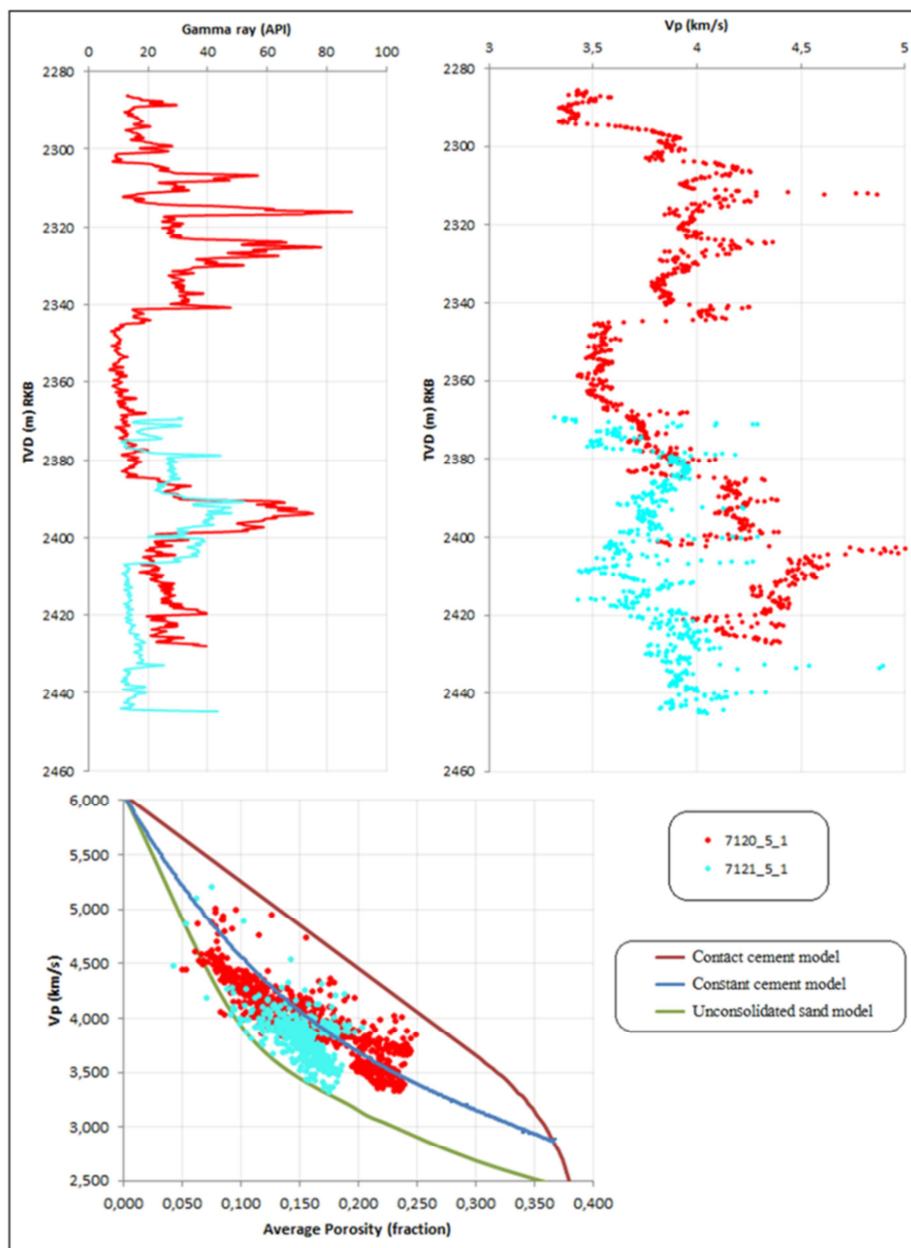 Gamma ray (API)
0 20 40 60 80 100
TVD (m) RKB
2280
2300
2320
2340
2360
2380
2400
2420
2440
2460
Vp (km/s)
3 3,5 4 4,5 5
TVD (m) RKB
2280
2300
2320
2340
2360
2380
2400
2420
2440
2460
Vp (km/s)
6,000
5,500
5,000
4,500
4,000
3,500
3,000
2,500
0,000 0,050 0,100 0,150 0,200 0,250 0,300 0,350 0,400
Average Porosity (fraction)
7120_5_1
7121_5_1
Contact cement model
Constant cement model
Unconsolidated sand model